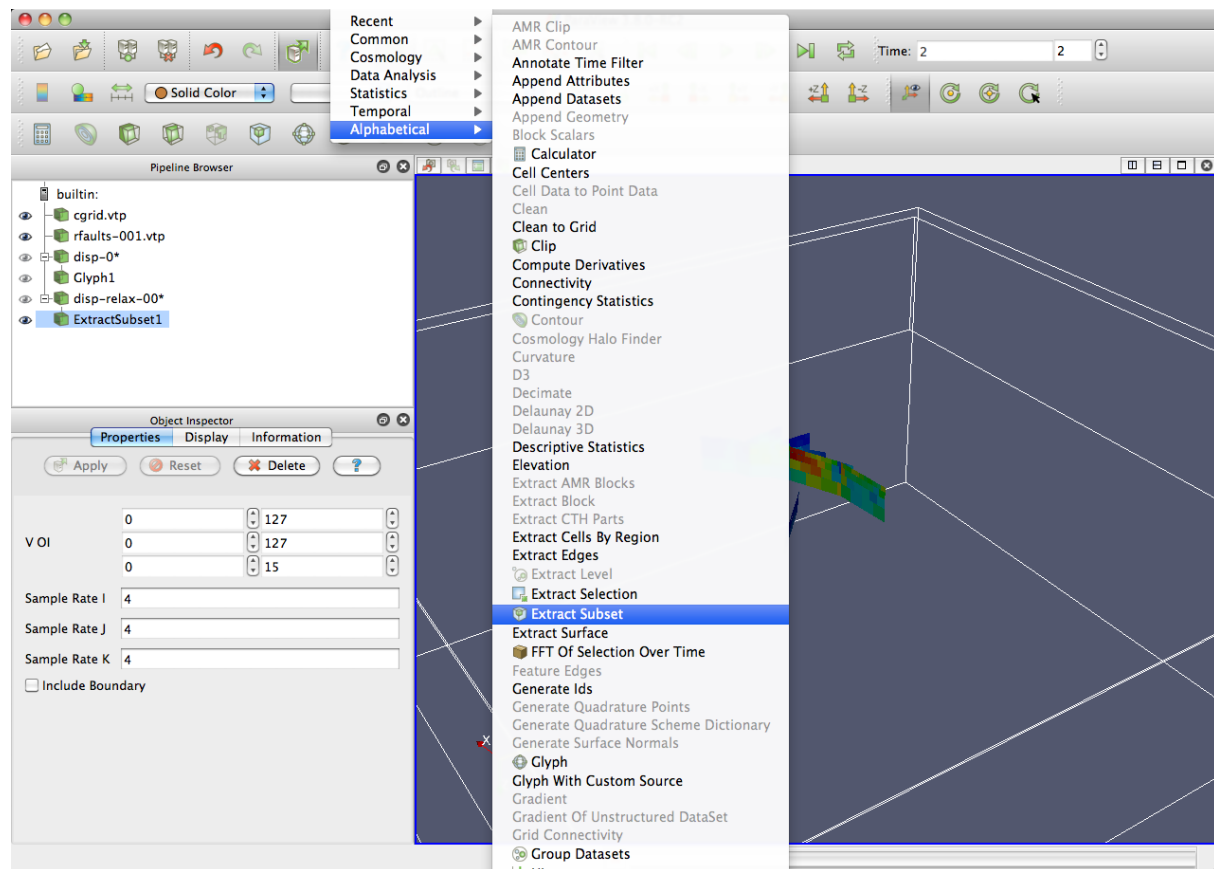 Recent
Common
Cosmology
Data Analysis
Statistics
Temporal
Alphabetical
AMR Clip
AMR Contour
Annotate Time Filter
Append Attributes
Append Datasets
Append Geometry
Block Scalars
Calculator
Cell Centers
Cell Data to Point Data
Clean
Clean to Grid
Clip
Compute Derivatives
Connectivity
Contingency Statistics
Contour
Cosmology Halo Finder
Curvature
D3
Decimate
Delaunay 2D
Delaunay 3D
Descriptive Statistics
Elevation
Extract AMR Blocks
Extract Block
Extract CTH Parts
Extract Cells By Region
Extract Edges
Extract Level
Extract Selection
Extract Subset
Extract Surface
FFT Of Selection Over Time
Feature Edges
Generate Ids
Generate Quadrature Points
Generate Quadrature Scheme Dictionary
Generate Surface Normals
Glyph
Glyph With Custom Source
Gradient
Gradient Of Unstructured DataSet
Grid Connectivity
Group Datasets
Time: 2 2
Solid Color
+Z
-Z
Pipeline Browser
builtin:
cgrid.vtp
rfaults-001.vtp
disp-0*
Glyph1
disp-relax-00*
ExtractSubset1
Object Inspector
Properties Display Information
Apply Reset Delete ?
V OI
0 127
0 127
0 15
Sample Rate I 4
Sample Rate J 4
Sample Rate K 4
Include Boundary
X